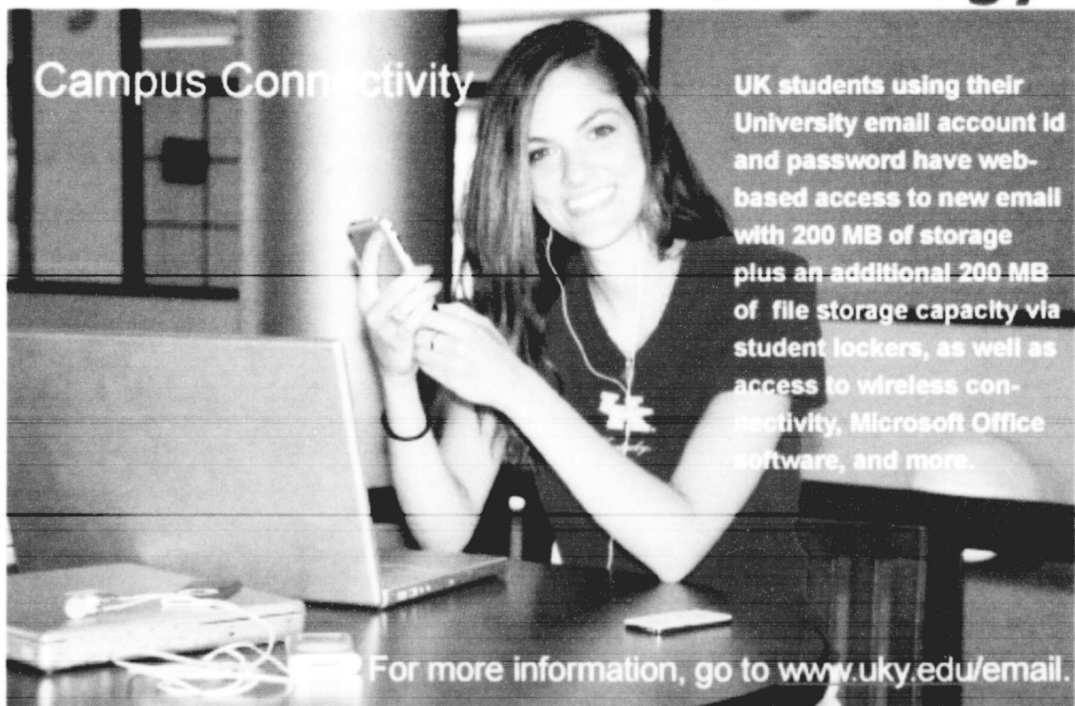 Campus Connectivity
UK students using their
University email account id
and password have web-
based access to new email
with 200 MB of storage
plus an additional 200 MB
of file storage capacity via
student lockers, as well as
access to wireless con-
nectivity, Microsoft Office
software, and more.
UK
For more information, go to www.uky.edu/email.